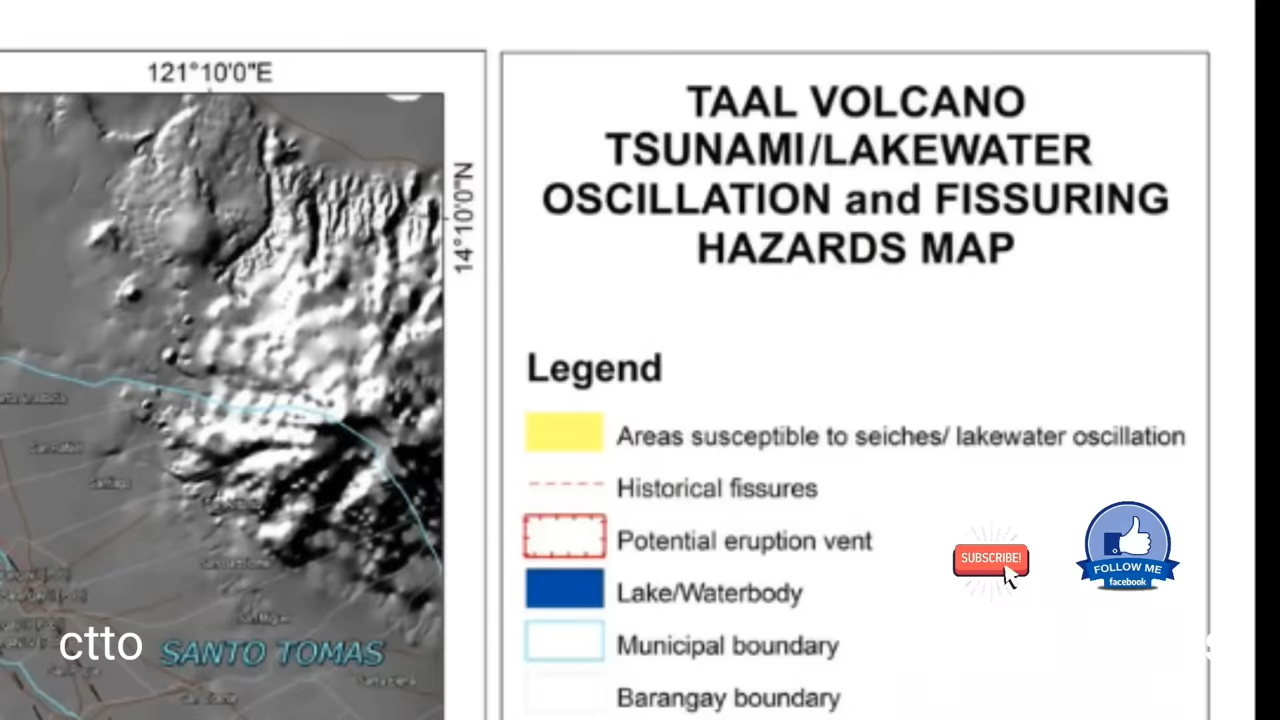 121°10'0"E
14°10'0"N
SANTO TOMAS
ctto
TAAL VOLCANO
TSUNAMI/LAKEWATER
OSCILLATION and FISSURING
HAZARDS MAP
Legend
Areas susceptible to seiches/ lakewater oscillation
Historical fissures
Potential eruption vent
Lake/Waterbody
Municipal boundary
Barangay boundary
SUBSCRIBE!
FOLLOW ME
facebook